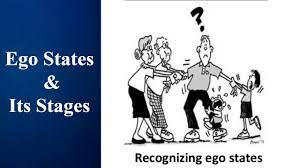 Ego States
&
Its Stages
?
Recognizing ego states